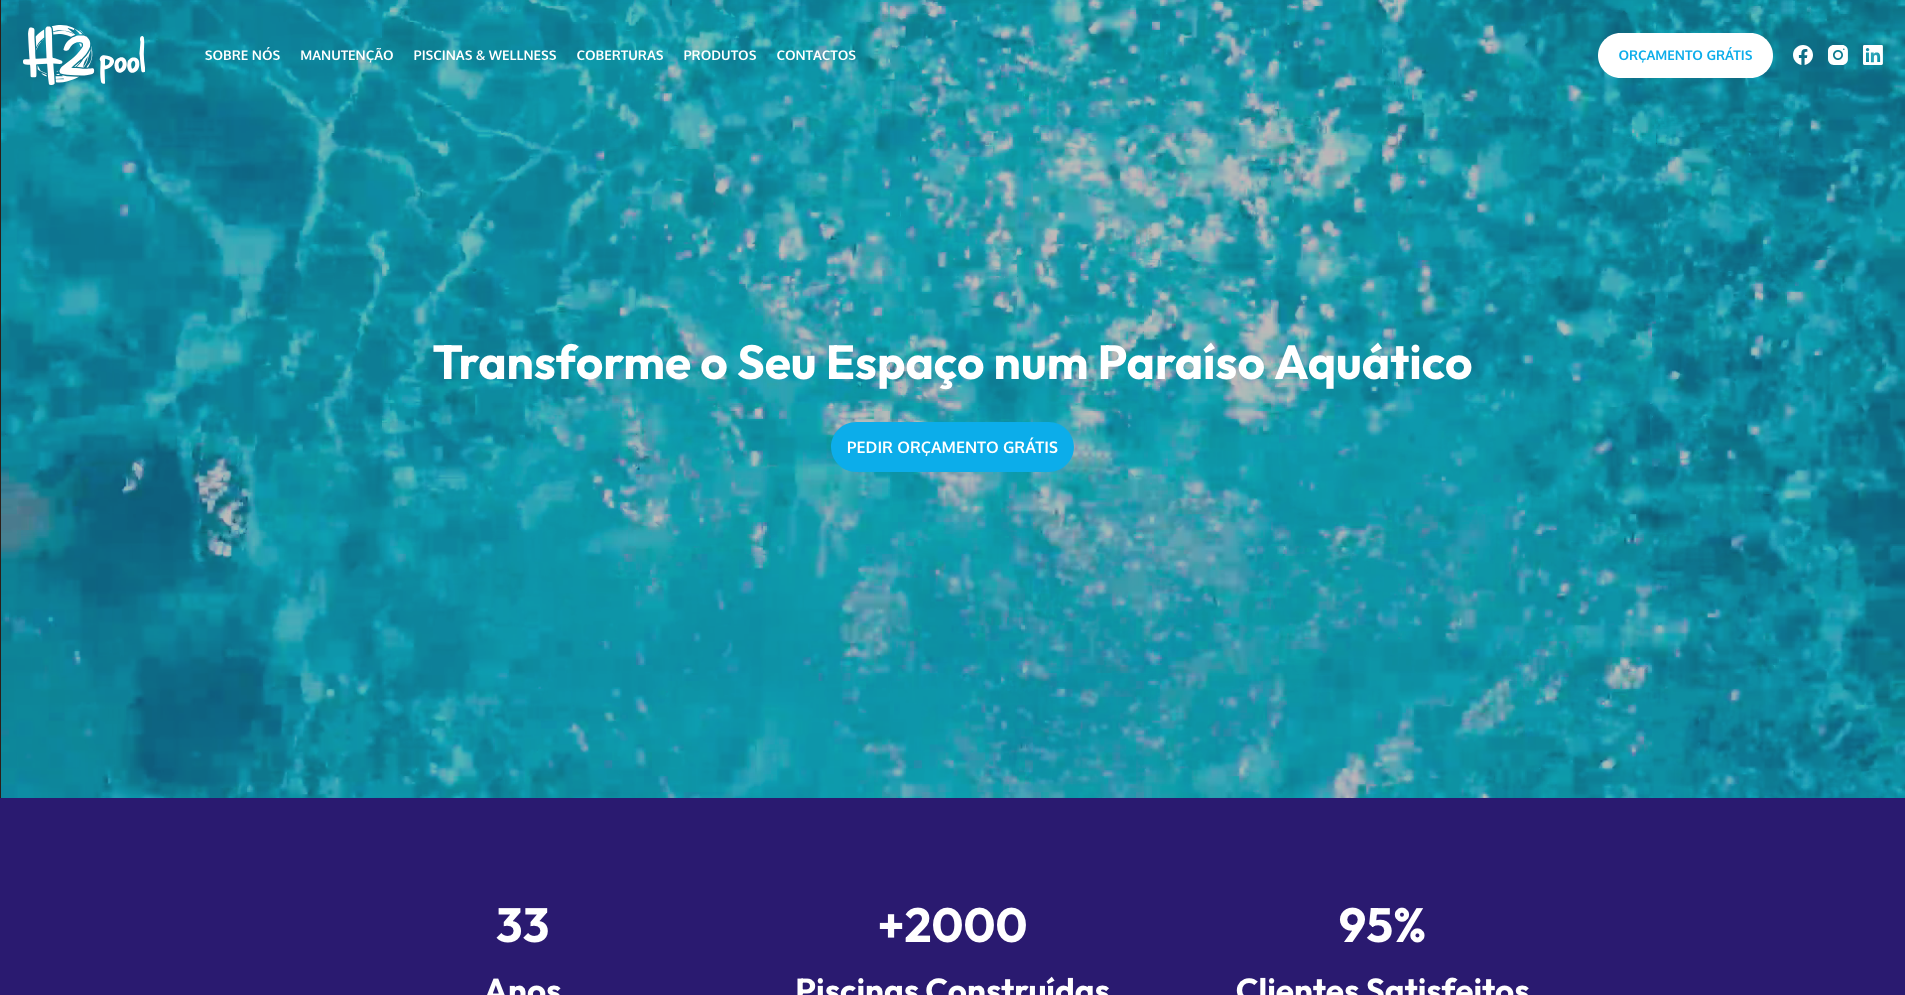 H2 pool
SOBRE NÓS MANUTENÇÃO PISCINAS & WELLNESS COBERTURAS PRODUTOS CONTACTOS ORÇAMENTO GRÁTIS
Transforme o Seu Espaço num Paraíso Aquático
PEDIR ORÇAMENTO GRÁTIS
33 +2000 95%
Anos Piscinas Construídas Clientes Satisfeitos